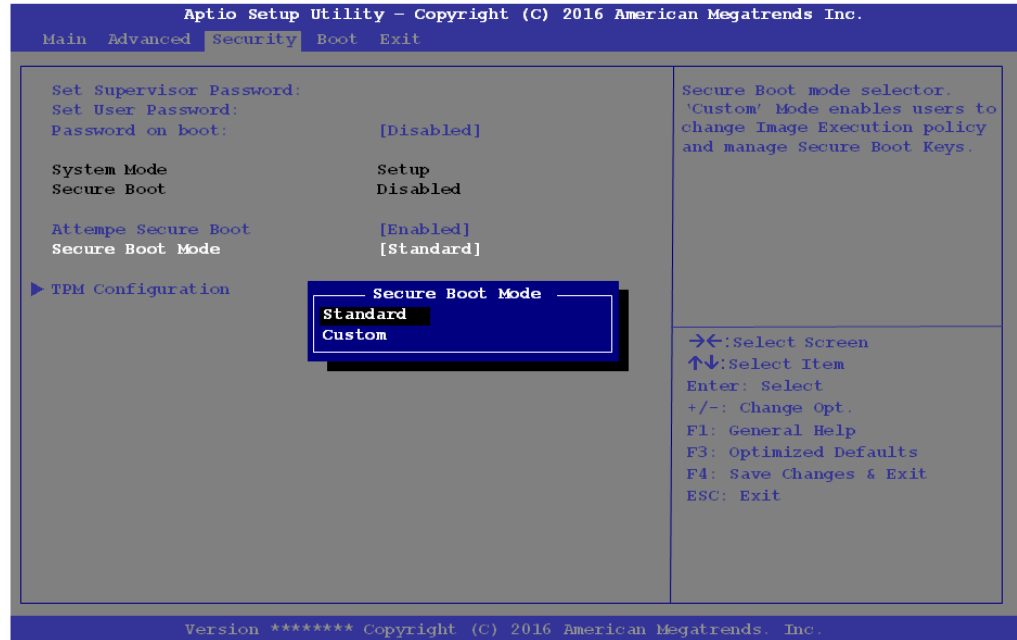 Aptio Setup Utility – Copyright (C) 2016 American Megatrends Inc.
Main Advanced Security Boot Exit
Set Supervisor Password:
Set User Password:
Password on boot: [Disabled]
System Mode Setup
Secure Boot Disabled
Attempe Secure Boot [Enabled]
Secure Boot Mode [Standard]
▶ TPM Configuration
Secure Boot Mode
Standard
Custom
Secure Boot mode selector.
‘Custom’ Mode enables users to
change Image Execution policy
and manage Secure Boot Keys.
→←:Select Screen
↑↓:Select Item
Enter: Select
+/-: Change Opt.
F1: General Help
F3: Optimized Defaults
F4: Save Changes & Exit
ESC: Exit
Version ******** Copyright (C) 2016 American Megatrends. Inc.